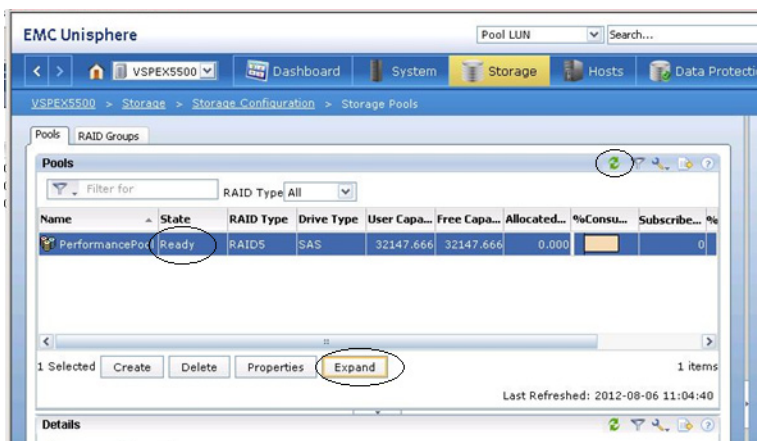 EMC Unisphere
Pool LUN
Search...
VSPEX5500
Dashboard
System
Storage
Hosts
Data Protecti
VSPEX5500 > Storage > Storage Configuration > Storage Pools
Pools
RAID Groups
Pools
Filter for
RAID Type All
Name State RAID Type Drive Type User Capa... Free Capa... Allocated... %Consu... Subscribe... %
PerformancePoo Ready RAID5 SAS 32147.666 32147.666 0.000 0
1 Selected Create Delete Properties Expand 1 items
Last Refreshed: 2012-08-06 11:04:40
Details